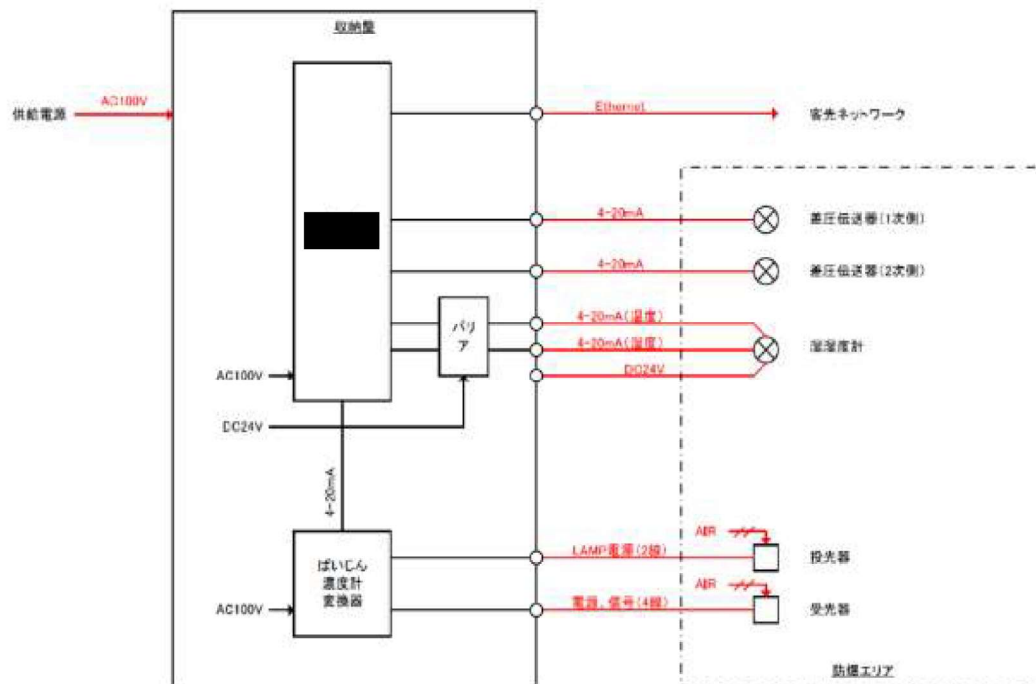 収納盤
供給電源
AC100V
Ethernet
客先ネットワーク
4-20mA
差圧伝送器(1次側)
4-20mA
差圧伝送器(2次側)
バリ
ア
4-20mA(温度)
4-20mA(湿度)
DC24V
温湿度計
AC100V
DC24V
4-20mA
ばいじん
濃度計
変換器
AC100V
AIR
LAMP電源(2線)
投光器
AIR
電源、信号(4線)
受光器
防爆エリア